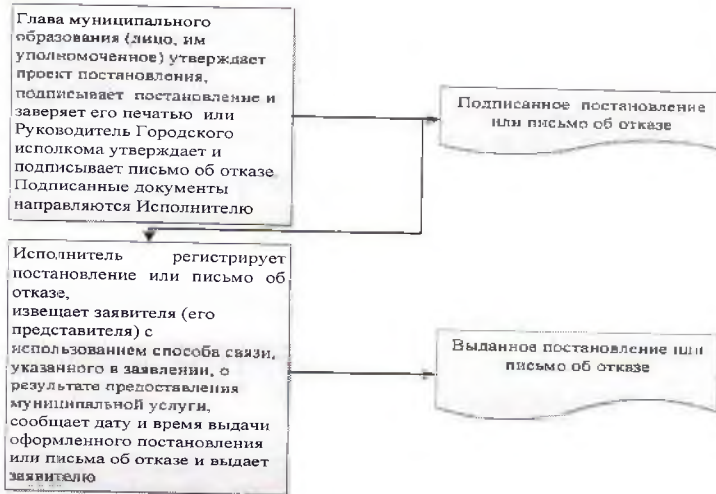 Глава муниципального
образования (лицо, им
уполномоченное) утверждает
проект постановления,
подписывает постановление и
заверяет его печатью или
Руководитель Городского
исполкома утверждает и
подписывает письмо об отказе
Подписанные документы
направляются Исполнителю
Подписанное постановление
или письмо об отказе
Исполнитель регистрирует
постановление или письмо об
отказе,
извещает заявителя (его
представителя) с
использованием способа связи,
указанного в заявлении, о
результате предоставления
муниципальной услуги,
сообщает дату и время выдачи
оформленного постановления
или письма об отказе и выдает
заявителю
Выданное постановление или
письмо об отказе